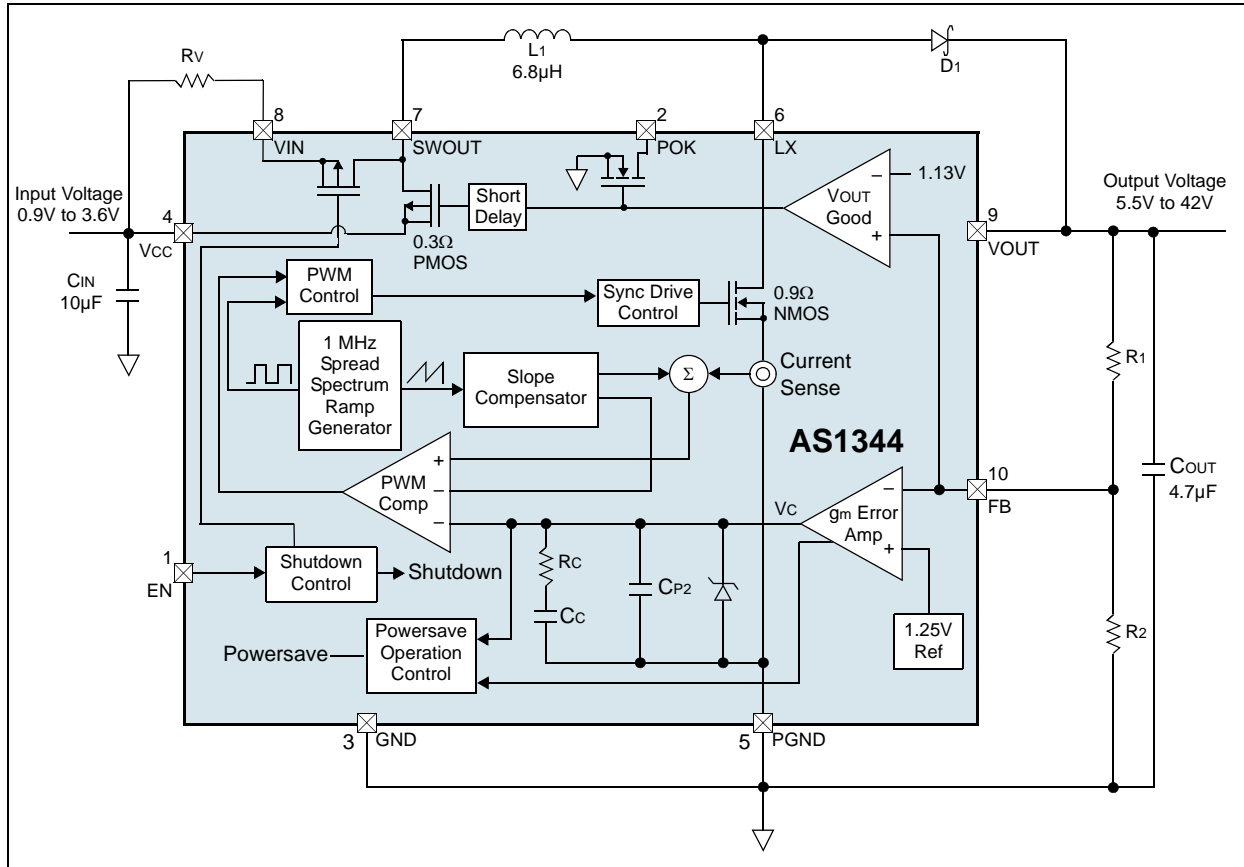 RV
L1
6.8µH
D1
8
7
2
6
VIN
SWOUT
POK
LX
Input Voltage
0.9V to 3.6V
4
VCC
CIN
10µF
0.3Ω
PMOS
Short
Delay
VOUT
Good
−
+
1.13V
Output Voltage
5.5V to 42V
9
VOUT
PWM
Control
Sync Drive
Control
0.9Ω
NMOS
1 MHz
Spread
Spectrum
Ramp
Generator
Slope
Compensator
Σ
Current
Sense
R1
AS1344
COUT
4.7µF
PWM
Comp
+
−
−
VC
gm Error
Amp
−
+
10
FB
1
EN
Shutdown
Control
Shutdown
RC
CC
CP2
1.25V
Ref
R2
Powersave
Powersave
Operation
Control
3
GND
5
PGND